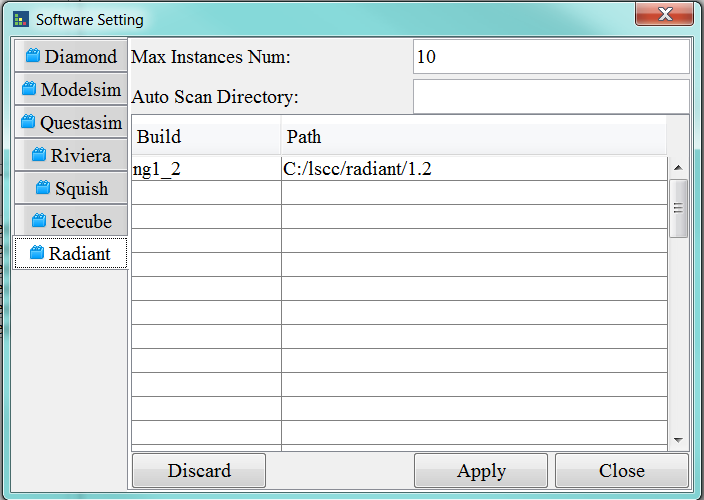 Software Setting
Diamond
Modelsim
Questasim
Riviera
Squish
Icecube
Radiant
Max Instances Num: 10
Auto Scan Directory:
Build Path
ng1_2 C:/lscc/radiant/1.2
Discard Apply Close